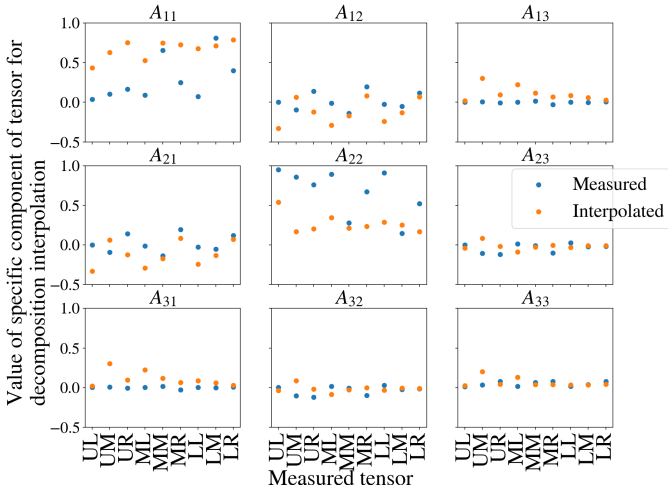 A11 A12 A13
1.0
0.5
0.0
−0.5
A21 A22 A23
1.0
0.5
0.0
−0.5
Measured
Interpolated
A31 A32 A33
1.0
0.5
0.0
−0.5
UL UM UR ML MM MR LL LM LR
UL UM UR ML MM MR LL LM LR
UL UM UR ML MM MR LL LM LR
Measured tensor
Value of specific component of tensor for
decomposition interpolation